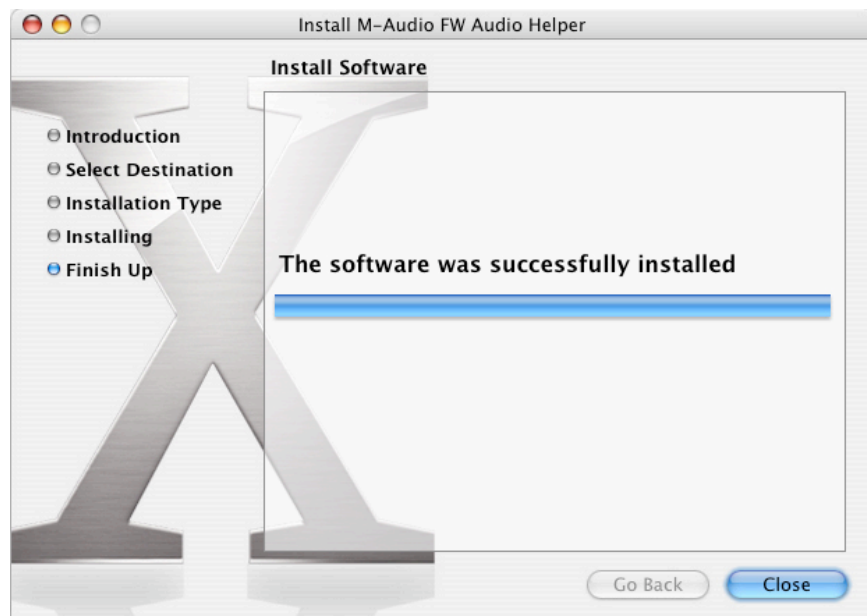 Install M-Audio FW Audio Helper
Install Software
Introduction
Select Destination
Installation Type
Installing
Finish Up
The software was successfully installed
Go Back
Close